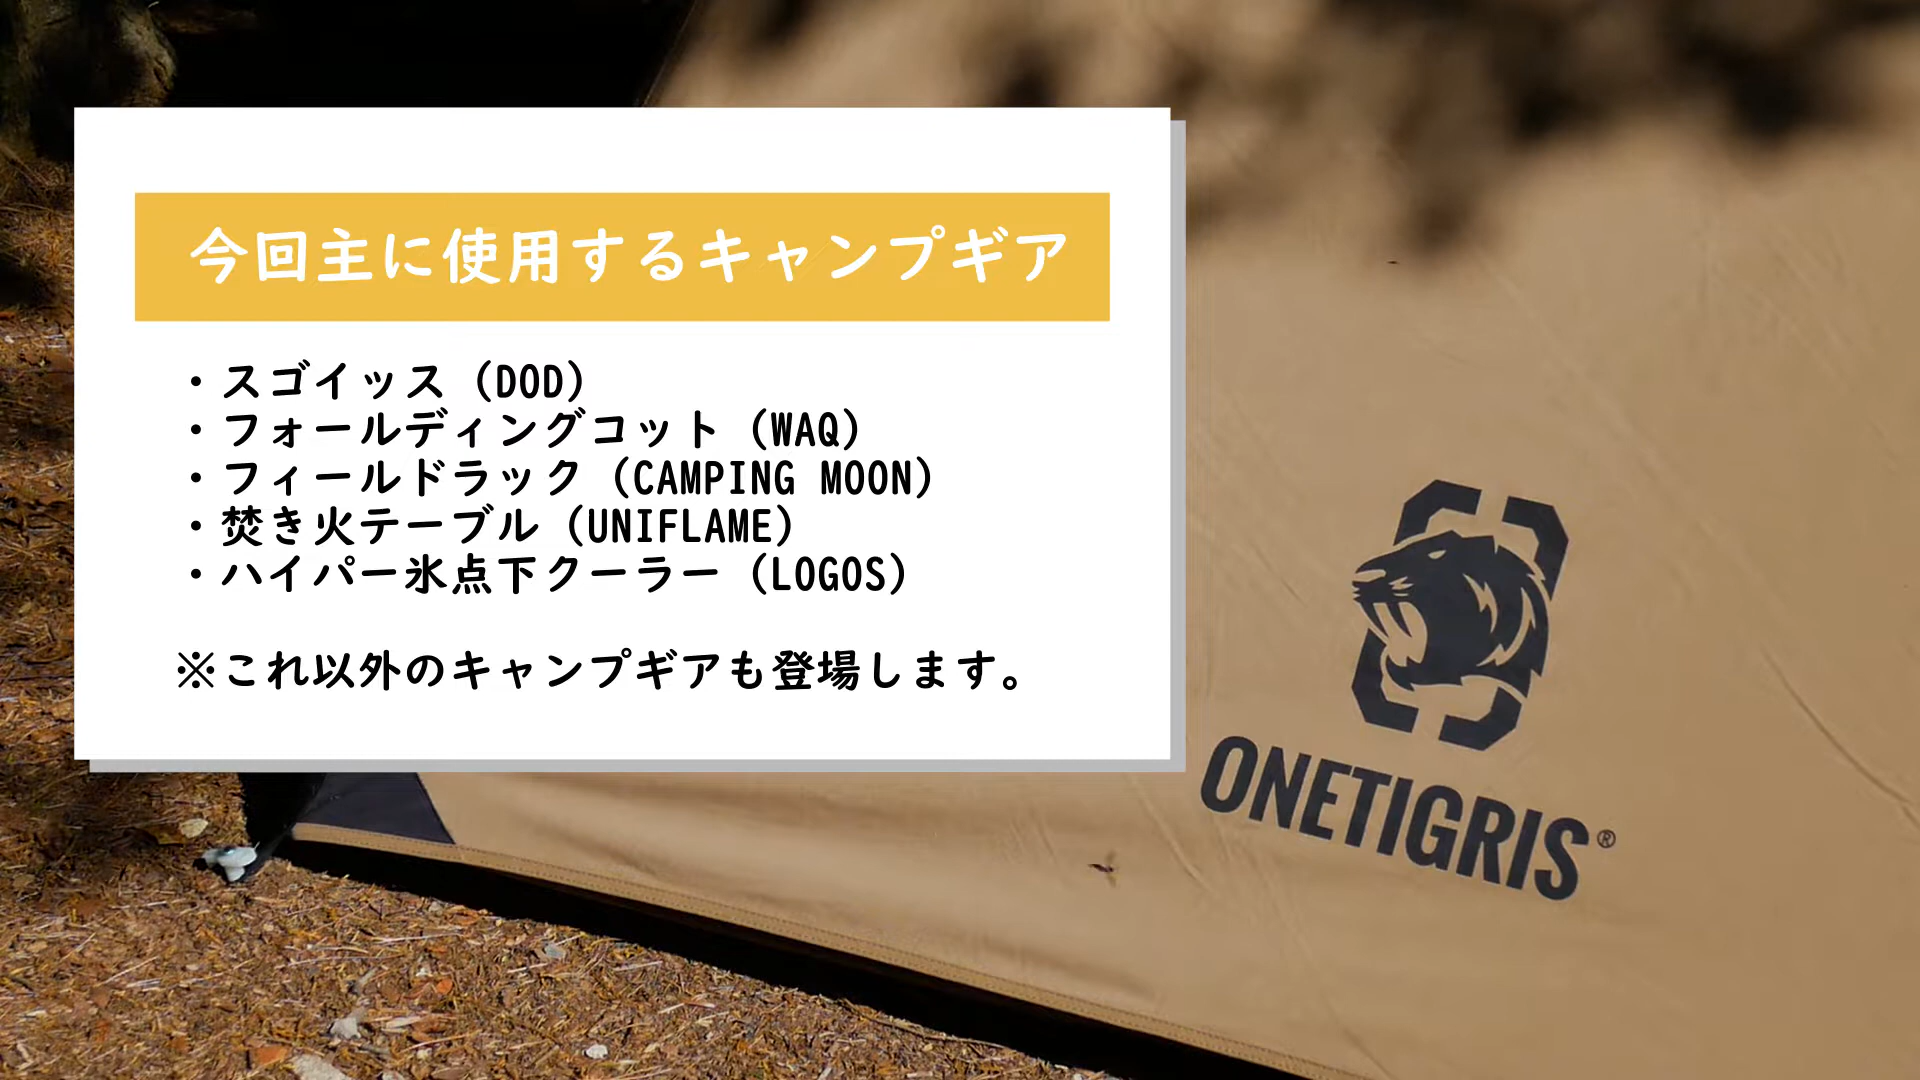 今回主に使用するキャンプギア
・スゴイッス (DOD)
・フォールディングコット (WAQ)
・フィールドラック (CAMPING MOON)
・焚き火テーブル (UNIFLAME)
・ハイパー氷点下クーラー (LOGOS)
※これ以外のキャンプギアも登場します。
ONETIGRIS®